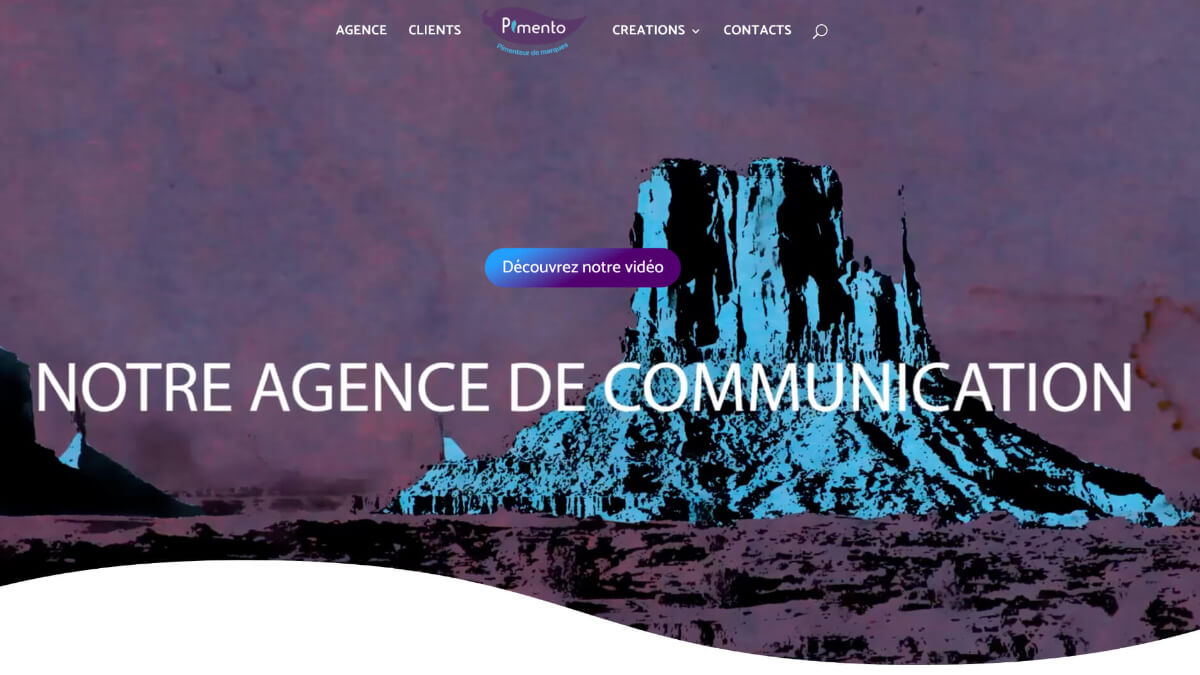 AGENCE CLIENTS Pimento CREATIONS CONTACTS
Pimenteur de marques
Découvrez notre vidéo
NOTRE AGENCE DE COMMUNICATION